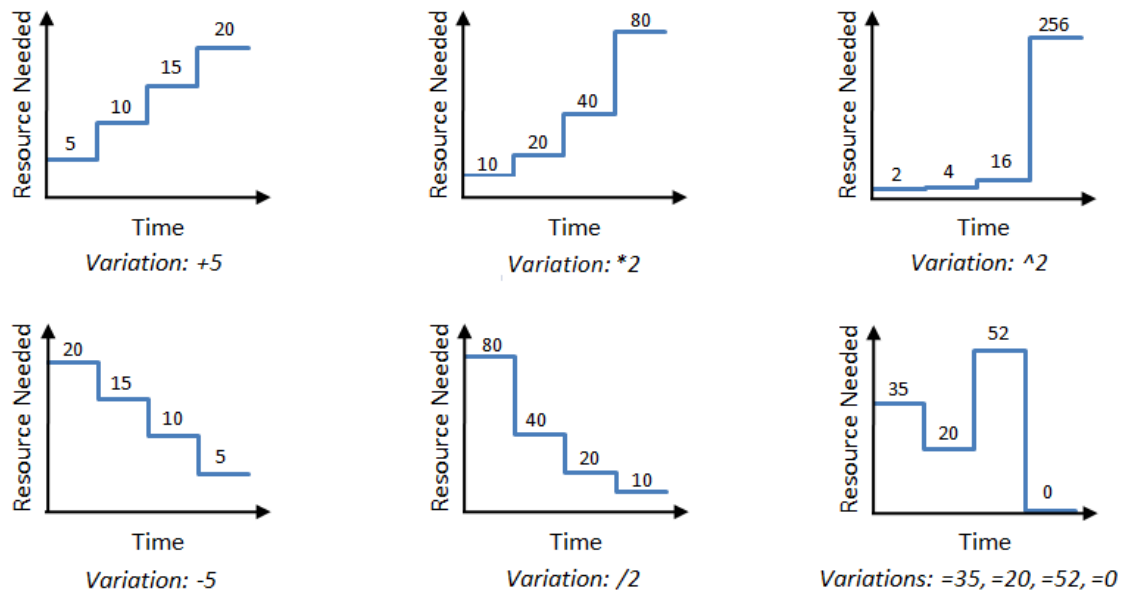 Resource Needed
5
10
15
20
Time
Variation: +5
Resource Needed
10
20
40
80
Time
Variation: *2
Resource Needed
2
4
16
256
Time
Variation: ^2
Resource Needed
20
15
10
5
Time
Variation: -5
Resource Needed
80
40
20
10
Time
Variation: /2
Resource Needed
35
20
52
0
Time
Variations: =35, =20, =52, =0